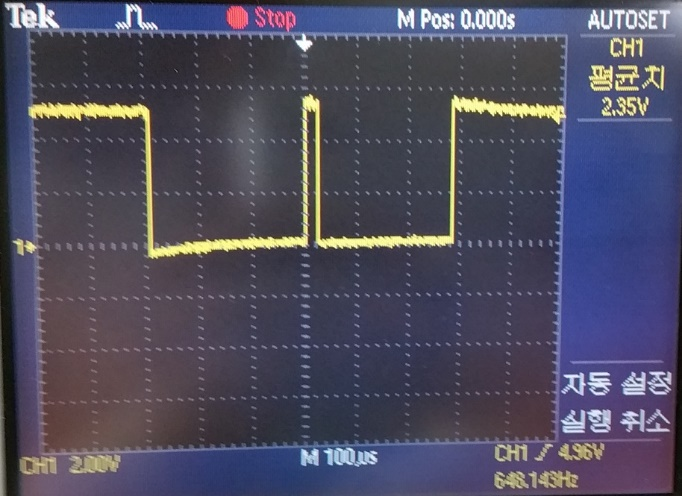 Tek Stop M Pos: 0.000s AUTOSET
CH1
평균치
2.35V
1
자동 설정
실행 취소
CH1 2.00V M 100µs CH1 4.96V
648.143Hz